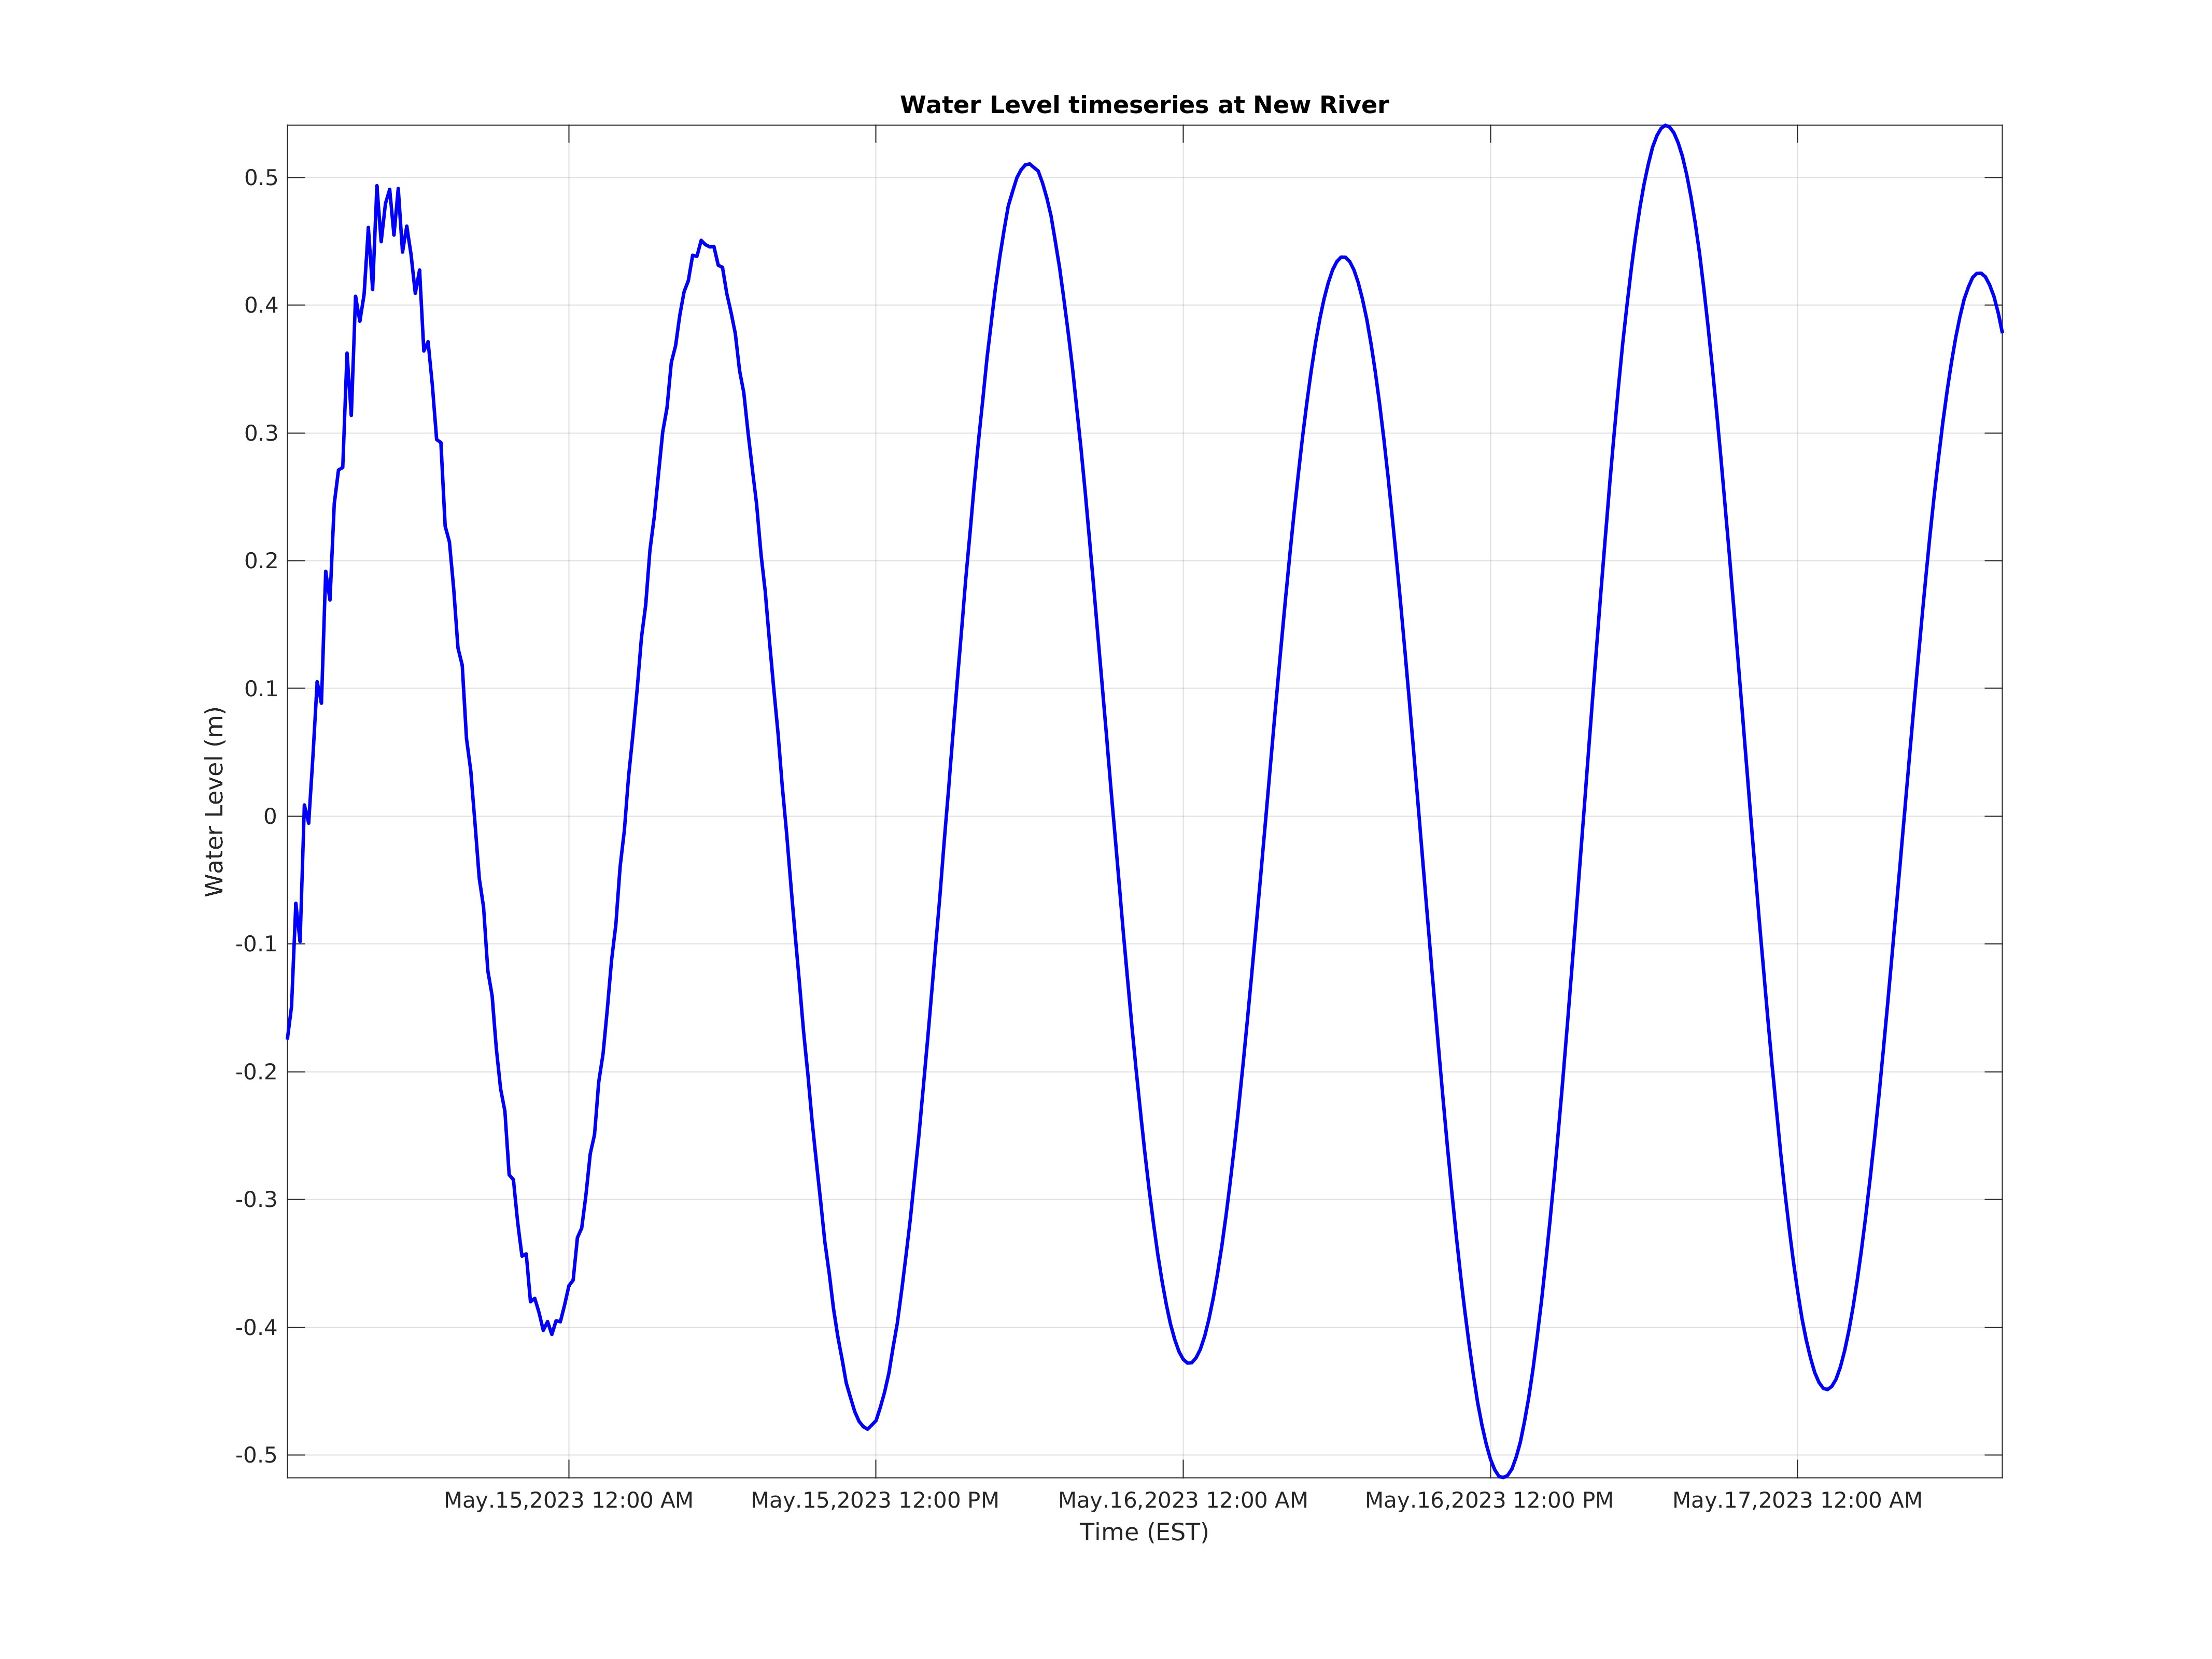 Water Level timeseries at New River
Water Level (m)
0.5
0.4
0.3
0.2
0.1
0
-0.1
-0.2
-0.3
-0.4
-0.5
May.15,2023 12:00 AM May.15,2023 12:00 PM May.16,2023 12:00 AM May.16,2023 12:00 PM May.17,2023 12:00 AM
Time (EST)